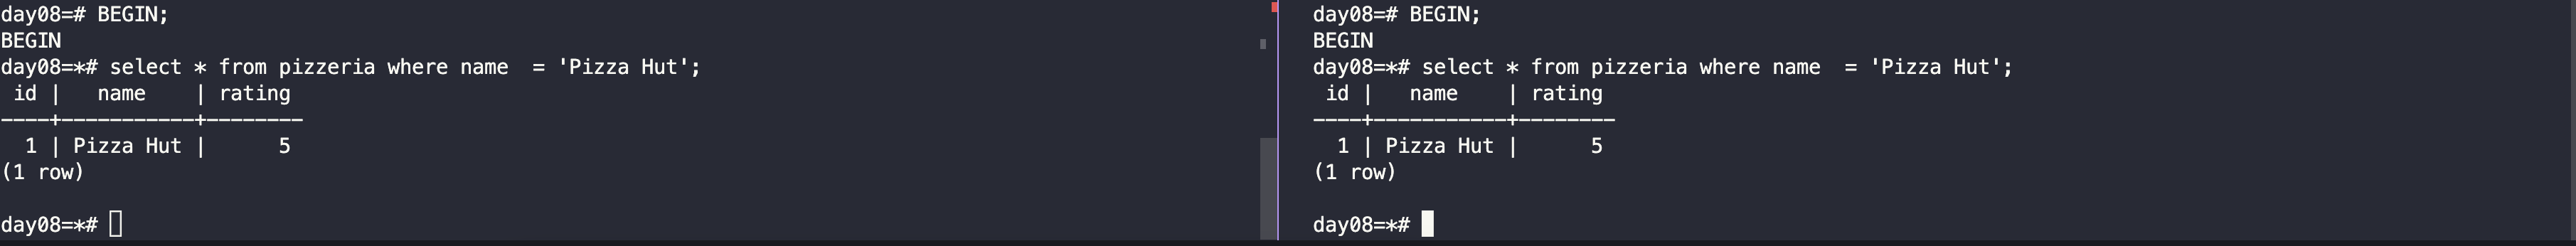 day08=# BEGIN;
BEGIN
day08=*# select * from pizzeria where name  = 'Pizza Hut';
 id |   name    | rating
----+-----------+--------
  1 | Pizza Hut |      5
(1 row)

day08=*#
day08=# BEGIN;
BEGIN
day08=*# select * from pizzeria where name  = 'Pizza Hut';
 id |   name    | rating
----+-----------+--------
  1 | Pizza Hut |      5
(1 row)

day08=*#